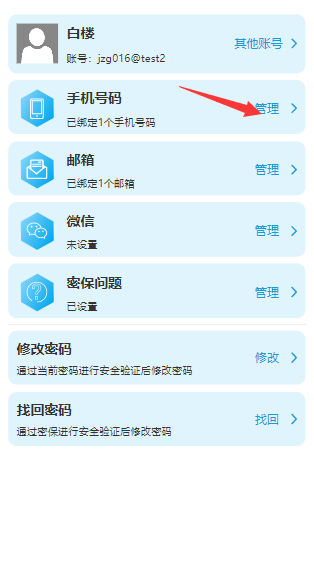 白楼
账号：jzg016@test2
其他账号
手机号码
已绑定1个手机号码
管理
邮箱
已绑定1个邮箱
管理
微信
未设置
管理
密保问题
已设置
管理
修改密码
通过当前密码进行安全验证后修改密码
修改
找回密码
通过密保进行安全验证后修改密码
找回